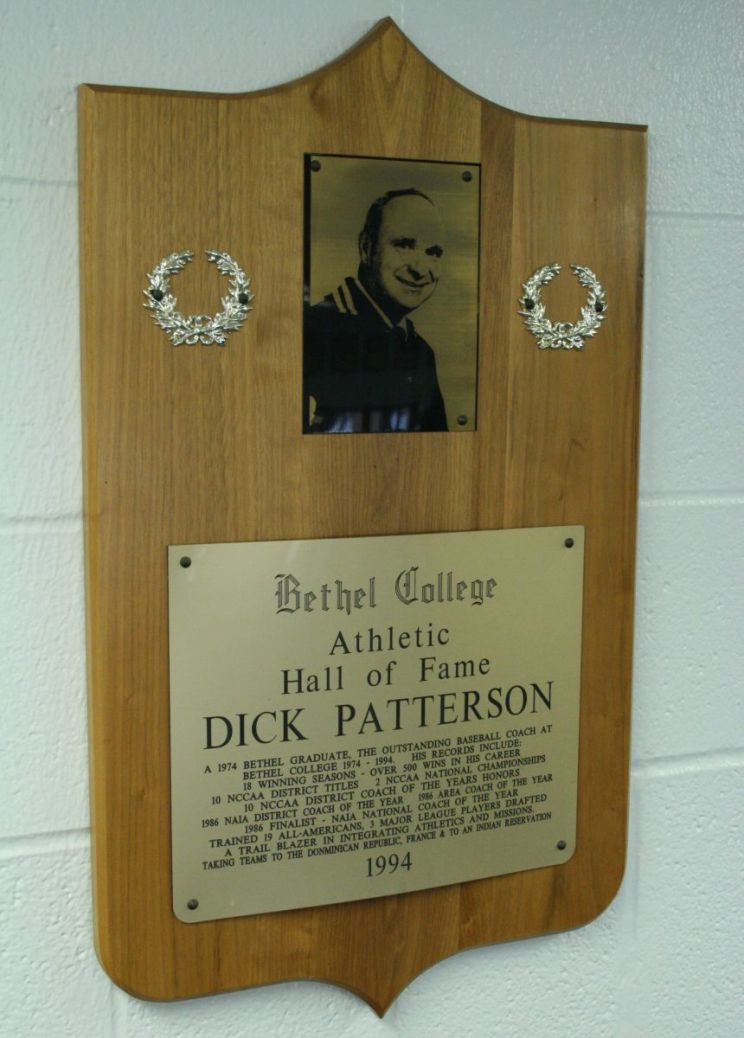 Bethel College
Athletic
Hall of Fame
DICK PATTERSON
A 1974 BETHEL GRADUATE, THE OUTSTANDING BASEBALL COACH AT
BETHEL COLLEGE 1974 - 1994. HIS RECORDS INCLUDE:
18 WINNING SEASONS - OVER 500 WINS IN HIS CAREER
10 NCCAA DISTRICT TITLES 2 NCCAA NATIONAL CHAMPIONSHIPS
10 NCCAA DISTRICT COACH OF THE YEARS HONORS
1986 NAIA DISTRICT COACH OF THE YEAR 1986 AREA COACH OF THE YEAR
1986 FINALIST - NAIA NATIONAL COACH OF THE YEAR
TRAINED 19 ALL-AMERICANS, 3 MAJOR LEAGUE PLAYERS DRAFTED
A TRAIL BLAZER IN INTEGRATING ATHLETICS AND MISSIONS.
TAKING TEAMS TO THE DONMINICAN REPUBLIC, FRANCE & TO AN INDIAN RESERVATION
1994